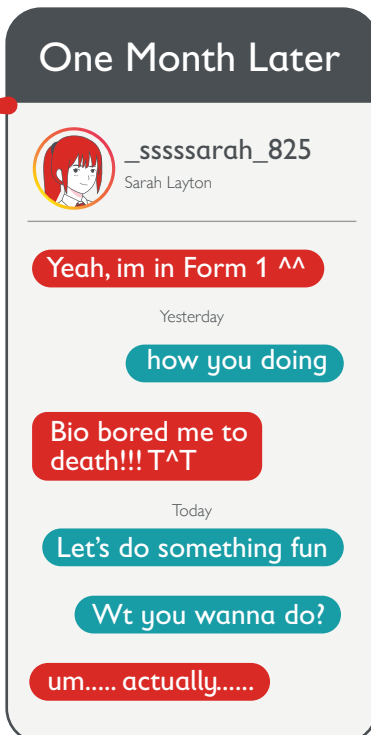 One Month Later
_sssssarah_825
Sarah Layton
Yeah, im in Form 1 ^^
Yesterday
how you doing
Bio bored me to
death!!! T^T
Today
Let's do something fun
Wt you wanna do?
um..... actually......